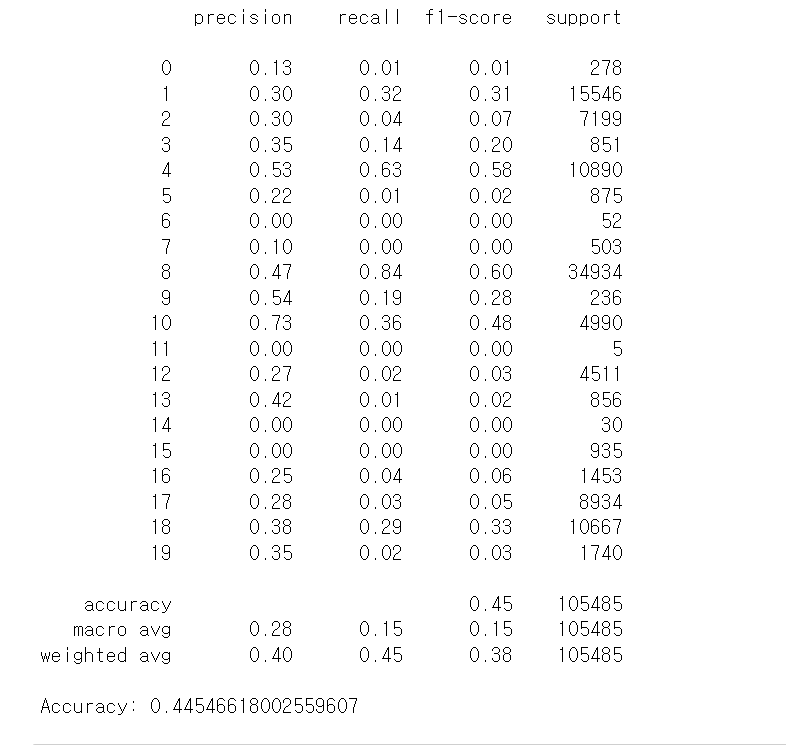 precision recall f1-score support
0 0.13 0.01 0.01 278
1 0.30 0.32 0.31 15546
2 0.30 0.04 0.07 7199
3 0.35 0.14 0.20 851
4 0.53 0.63 0.58 10890
5 0.22 0.01 0.02 875
6 0.00 0.00 0.00 52
7 0.10 0.00 0.00 503
8 0.47 0.84 0.60 34934
9 0.54 0.19 0.28 236
10 0.73 0.36 0.48 4990
11 0.00 0.00 0.00 5
12 0.27 0.02 0.03 4511
13 0.42 0.01 0.02 856
14 0.00 0.00 0.00 30
15 0.00 0.00 0.00 935
16 0.25 0.04 0.06 1453
17 0.28 0.03 0.05 8934
18 0.38 0.29 0.33 10667
19 0.35 0.02 0.03 1740
accuracy 0.45 105485
macro avg 0.28 0.15 0.15 105485
weighted avg 0.40 0.45 0.38 105485
Accuracy: 0.44546618002559607